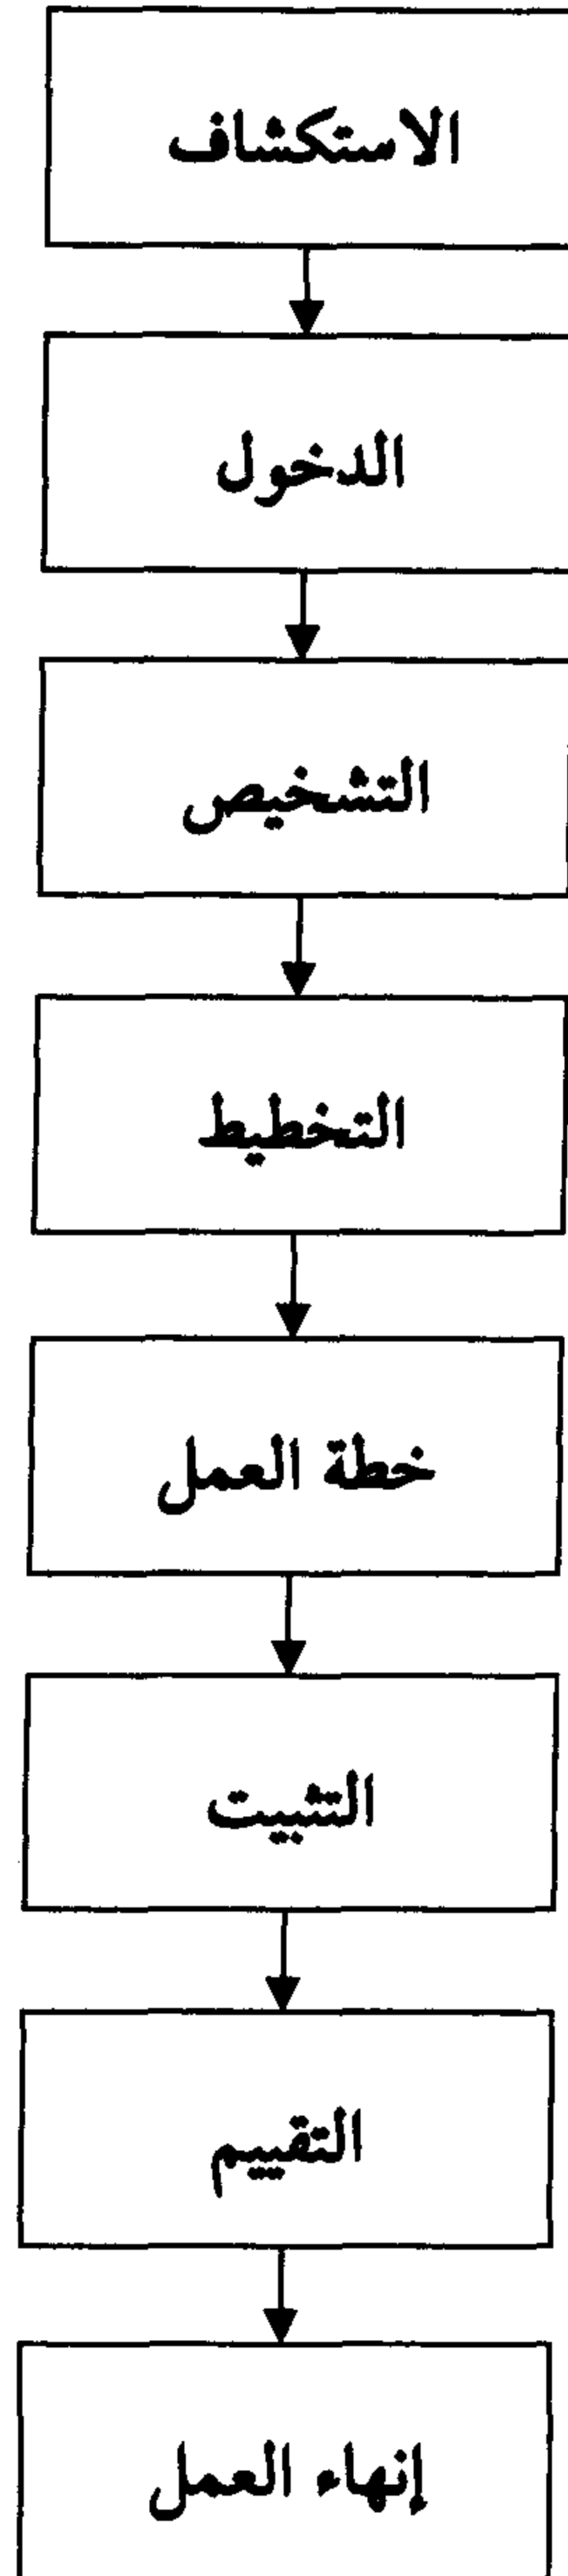 الاستكشاف
الدخول
التشخيص
التخطيط
خطة العمل
التثبيت
التقييم
إنهاء العمل